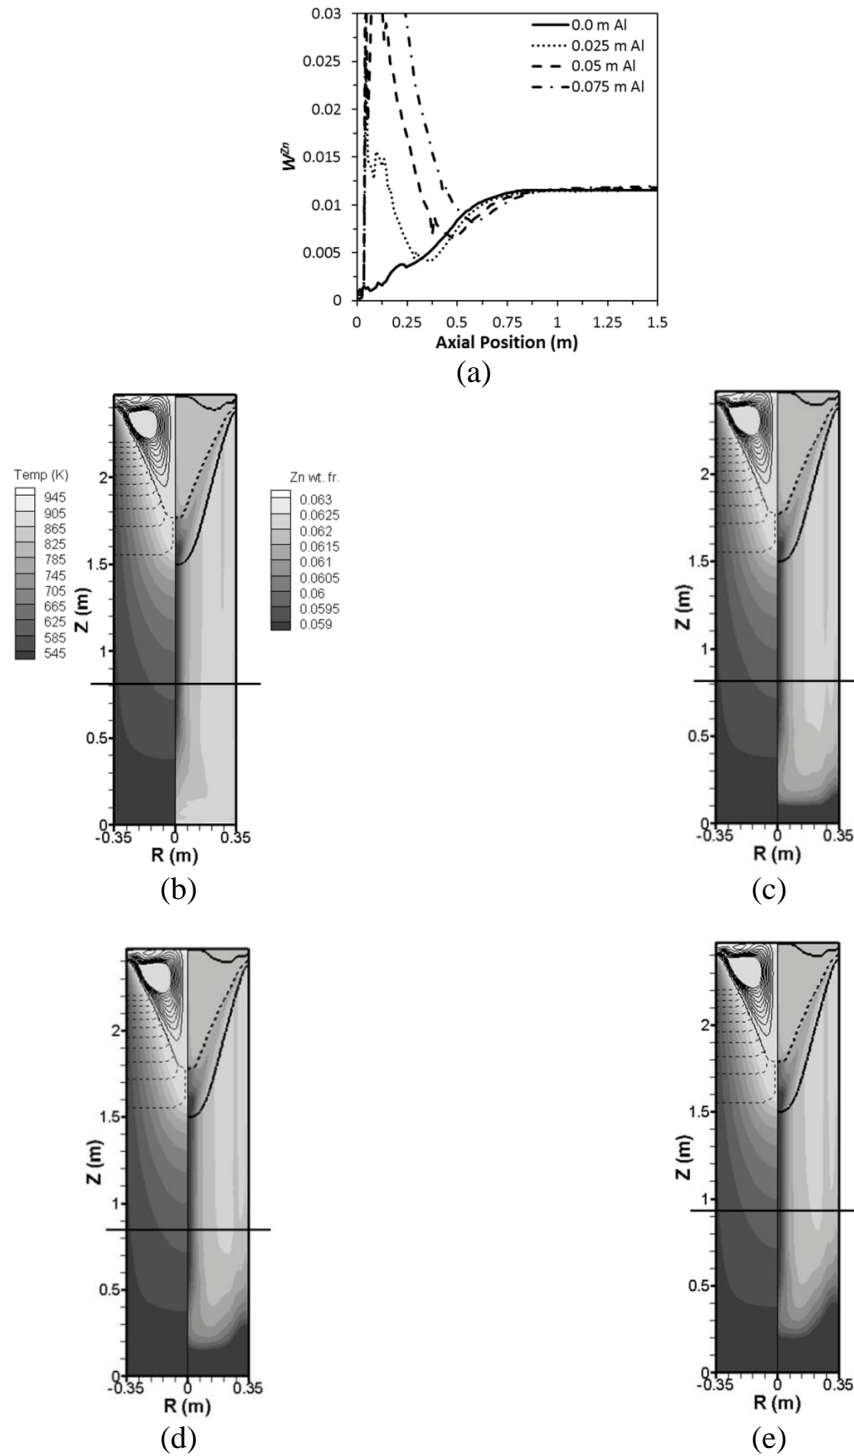 0.03
0.025
0.02
0.015
0.01
0.005
0
W^Zn
0.0 m Al
0.025 m Al
0.05 m Al
0.075 m Al
0 0.25 0.5 0.75 1 1.25 1.5
Axial Position (m)
(a)
Temp (K)
945
905
865
825
785
745
705
665
625
585
545
Z (m)
2
1.5
1
0.5
0
-0.35 0 0.35
R (m)
Zn wt. fr.
0.063
0.0625
0.062
0.0615
0.061
0.0605
0.06
0.0595
0.059
(b)
Z (m)
2
1.5
1
0.5
0
-0.35 0 0.35
R (m)
(c)
Z (m)
2
1.5
1
0.5
0
-0.35 0 0.35
R (m)
(d)
Z (m)
2
1.5
1
0.5
0
-0.35 0 0.35
R (m)
(e)